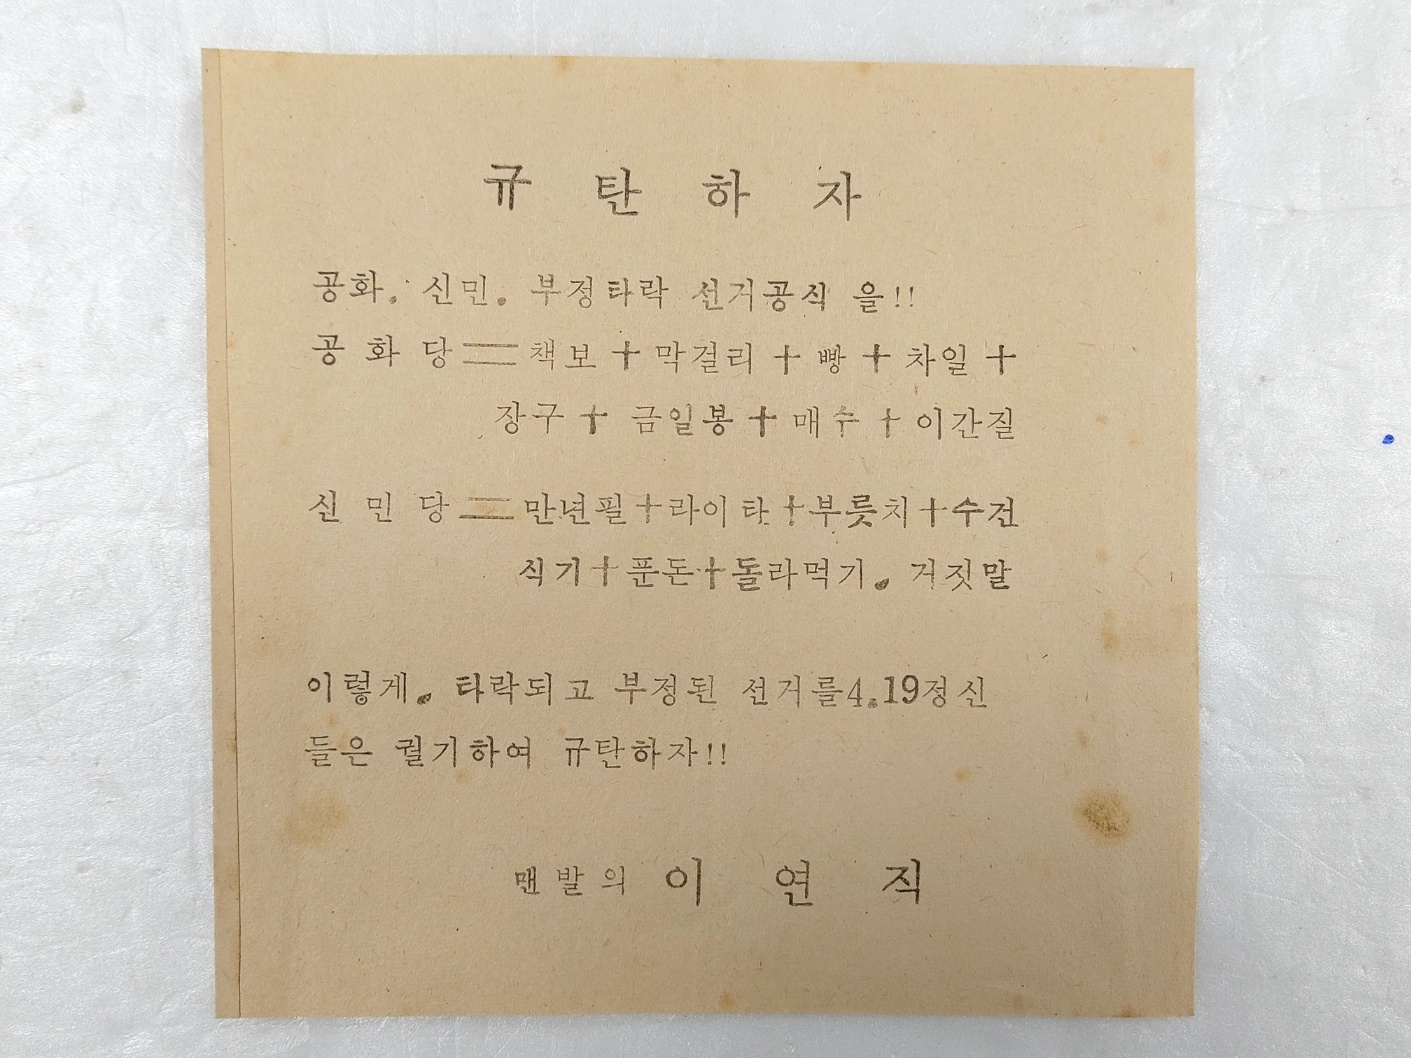 규 탄 하 자
공화. 신민. 부정타락 선거공식 을!!
공 화 당=책보+막걸리+빵+차일+
장구+금일봉+매수+이간질
신 민 당=만년필+라이타+부릇치+수건
식기+푼돈+돌라먹기. 거짓말
이렇게. 타락되고 부정된 선거를4.19정신
들은 궐기하여 규탄하자!!
맨발의 이 연 직